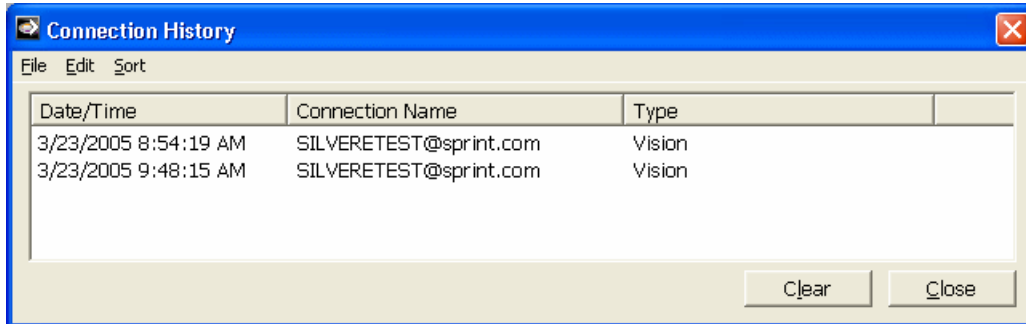 Connection History
File Edit Sort
Date/Time Connection Name Type
3/23/2005 8:54:19 AM SILVERETEST@sprint.com Vision
3/23/2005 9:48:15 AM SILVERETEST@sprint.com Vision
Clear Close